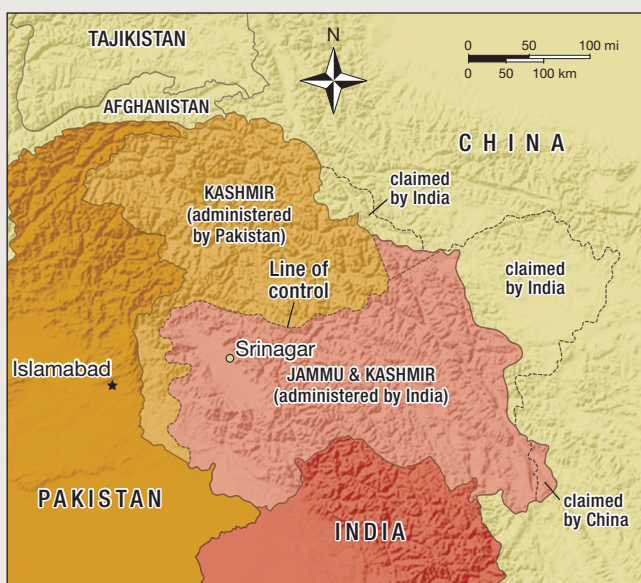 TAJIKISTAN
N
0 50 100 mi
0 50 100 km
AFGHANISTAN
CHINA
claimed
by India
KASHMIR
(administered
by Pakistan)
Line of
control
claimed
by India
Srinagar
Islamabad
JAMMU & KASHMIR
(administered by India)
PAKISTAN
INDIA
claimed
by China